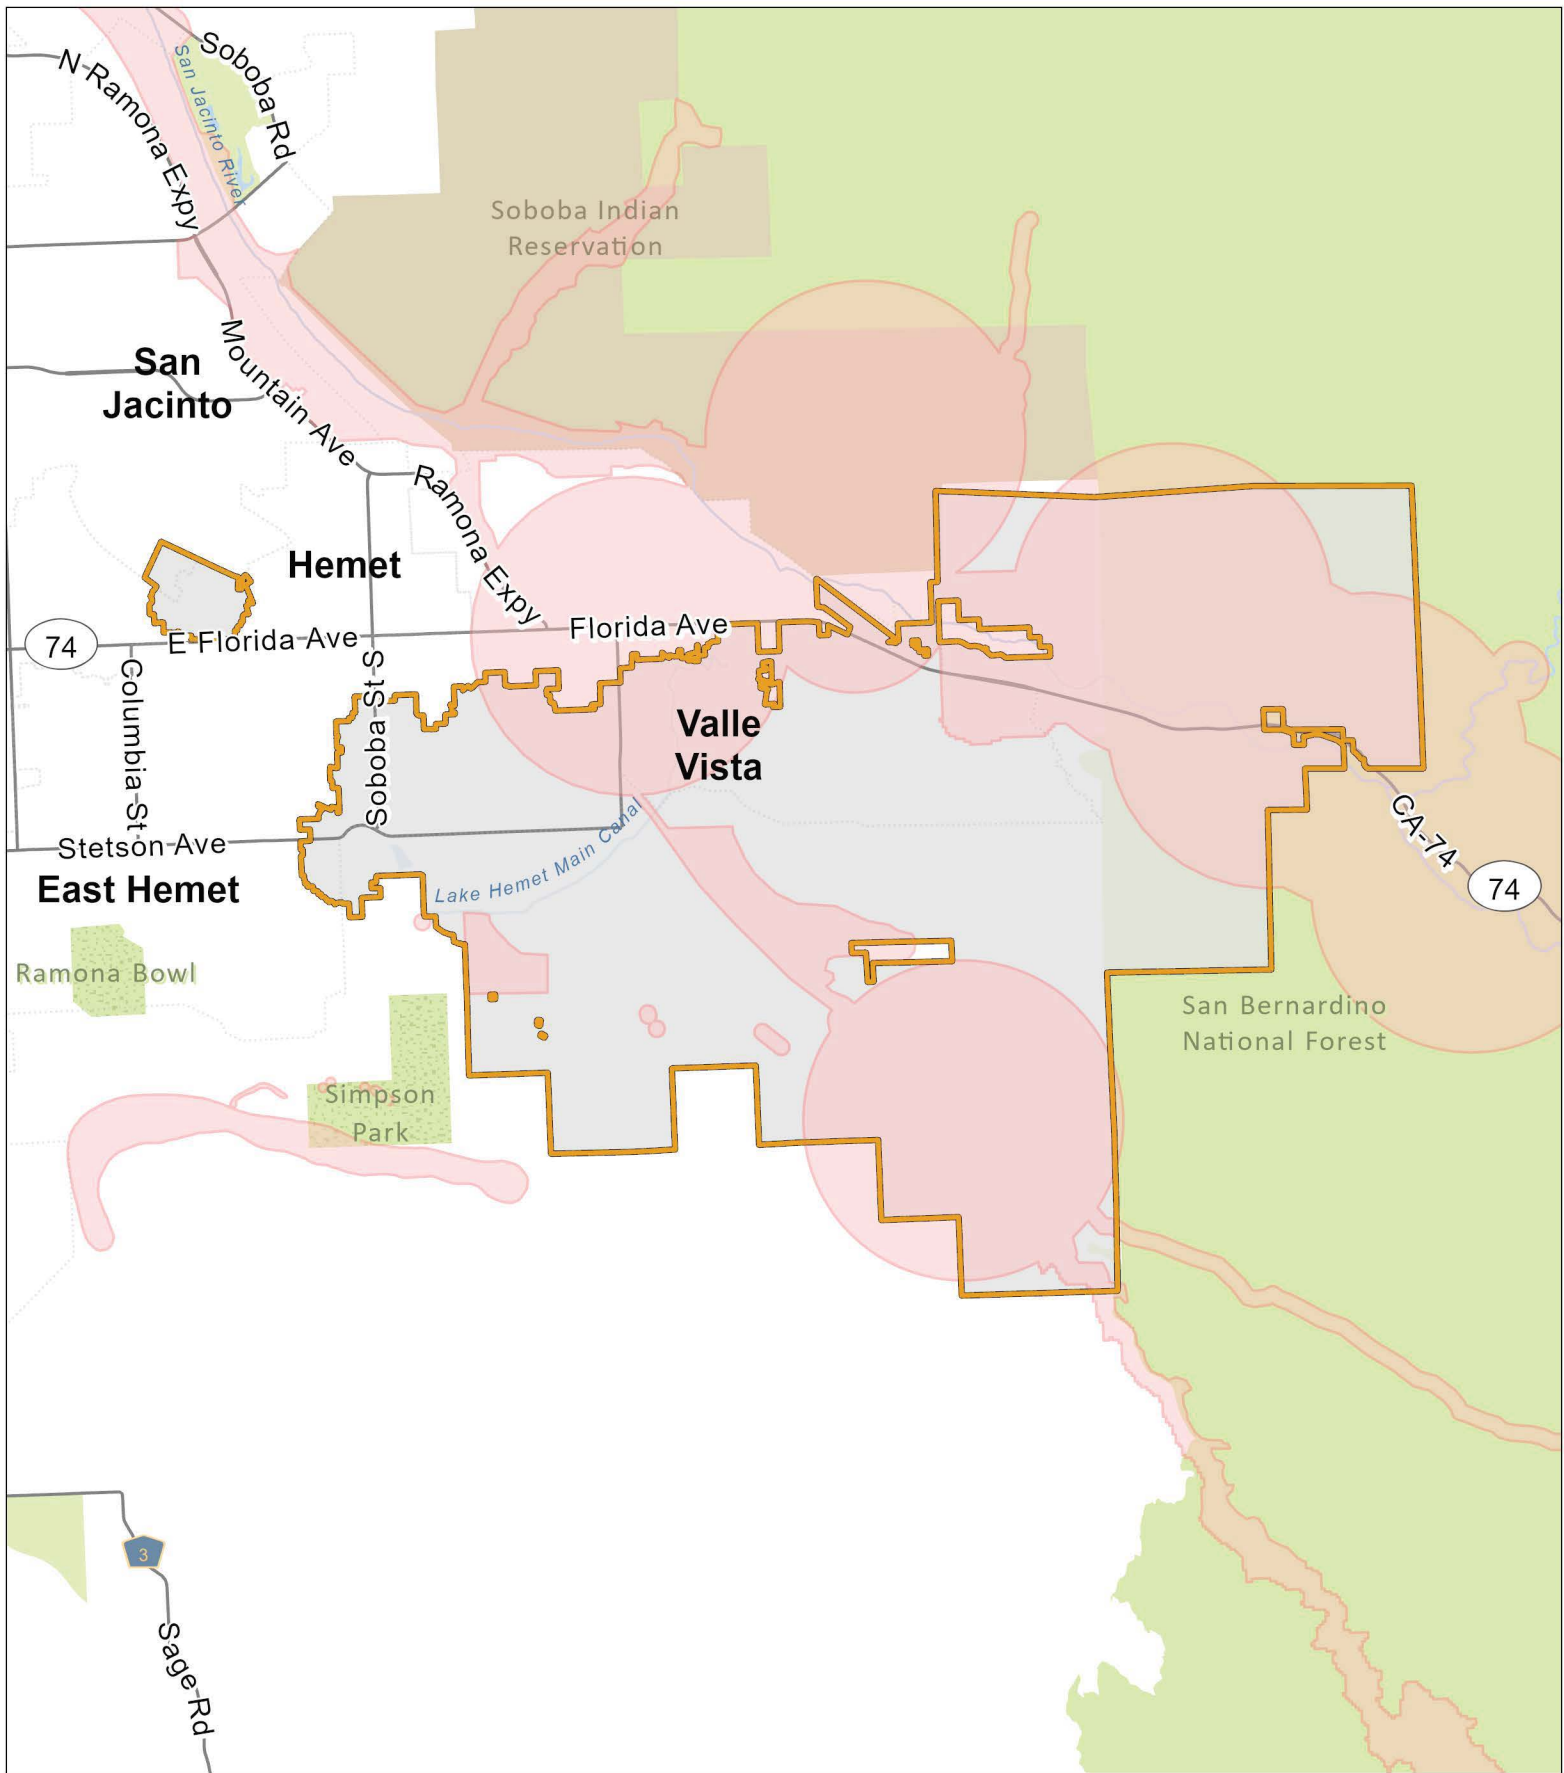 Soboba Rd
N Ramona Expy
San Jacinto River
Soboba Indian
Reservation
Mountain Ave
San
Jacinto
Ramona Expy
Hemet
74
E Florida Ave
Florida Ave
Columbia St
Soboba St S
Valle
Vista
CA-74
74
Stetson Ave
Lake Hemet Main Canal
East Hemet
Ramona Bowl
San Bernardino
National Forest
Simpson
Park
3
Sage Rd